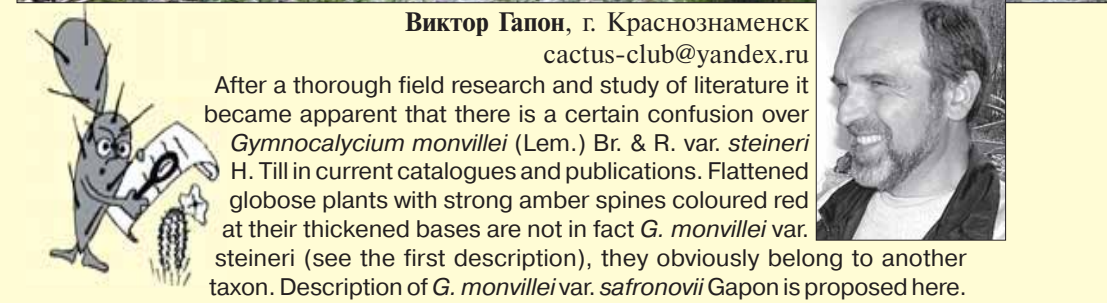 Виктор Гапон, г. Краснознаменск
cactus-club@yandex.ru
After a thorough field research and study of literature it
became apparent that there is a certain confusion over
Gymnocalycium monvillei (Lem.) Br. & R. var. steineri
H. Till in current catalogues and publications. Flattened
globose plants with strong amber spines coloured red
at their thickened bases are not in fact G. monvillei var.
steineri (see the first description), they obviously belong to another
taxon. Description of G. monvillei var. safronovii Gapon is proposed here.